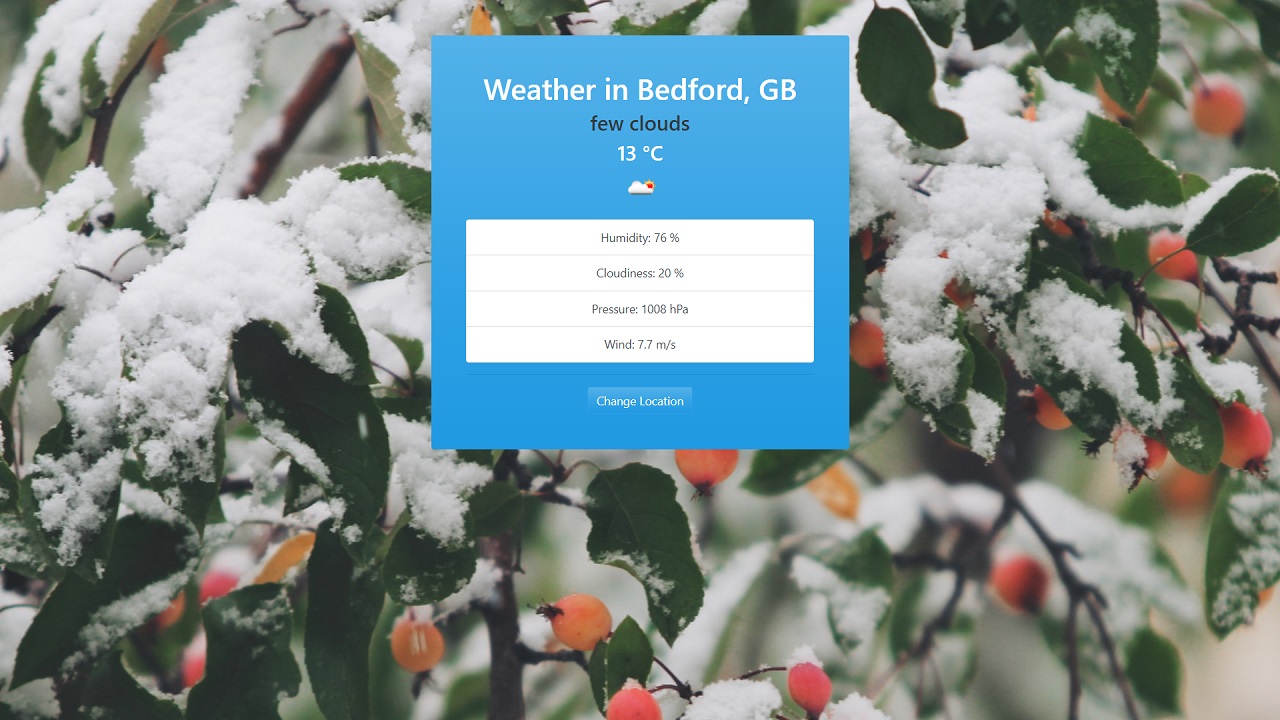 Weather in Bedford, GB
few clouds
13 °C
Humidity: 76 %
Cloudiness: 20 %
Pressure: 1008 hPa
Wind: 7.7 m/s
Change Location